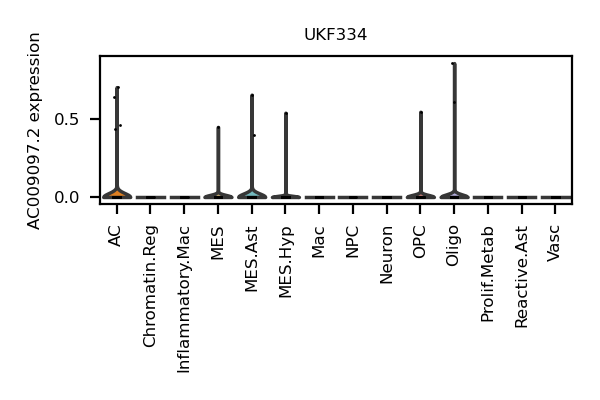 UKF334
AC009097.2 expression
0.5
0.0
AC
Chromatin.Reg
Inflammatory.Mac
MES
MES.Ast
MES.Hyp
Mac
NPC
Neuron
OPC
Oligo
Prolif.Metab
Reactive.Ast
Vasc